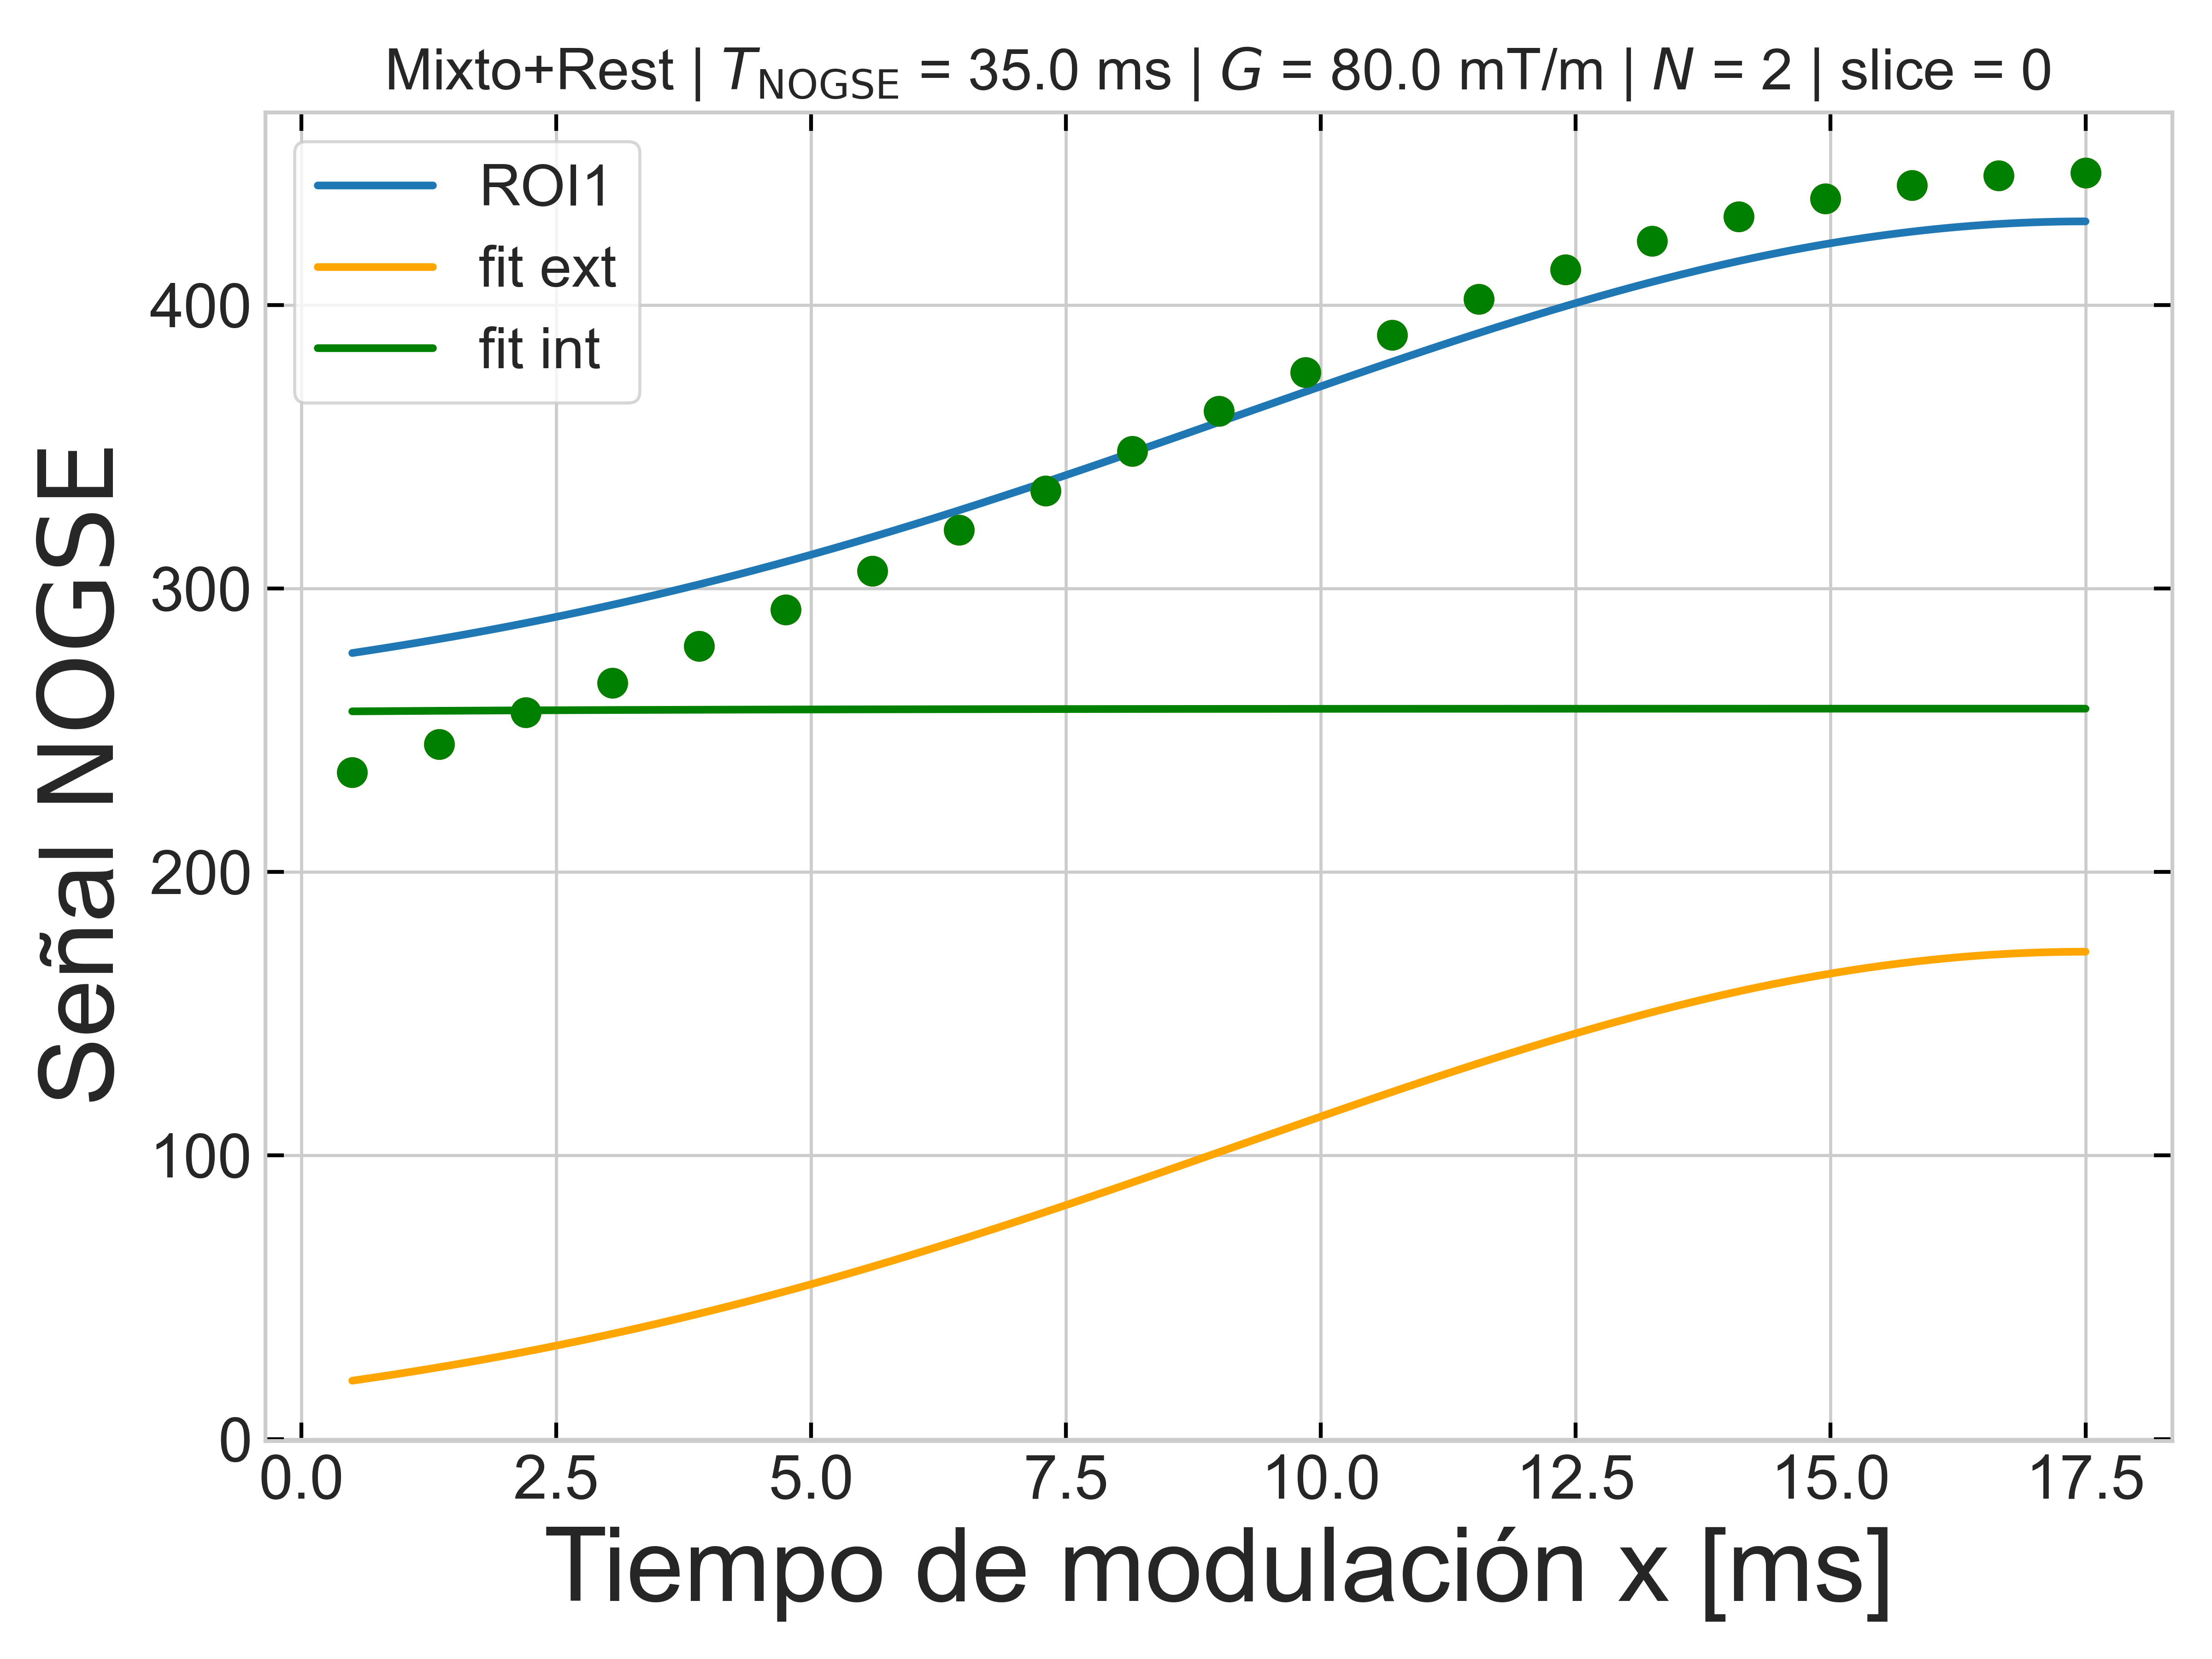 Mixto+Rest | T_NOGSE = 35.0 ms | G = 80.0 mT/m | N = 2 | slice = 0
ROI1
fit ext
fit int
Señal NOGSE
400
300
200
100
0
0.0 2.5 5.0 7.5 10.0 12.5 15.0 17.5
Tiempo de modulación x [ms]